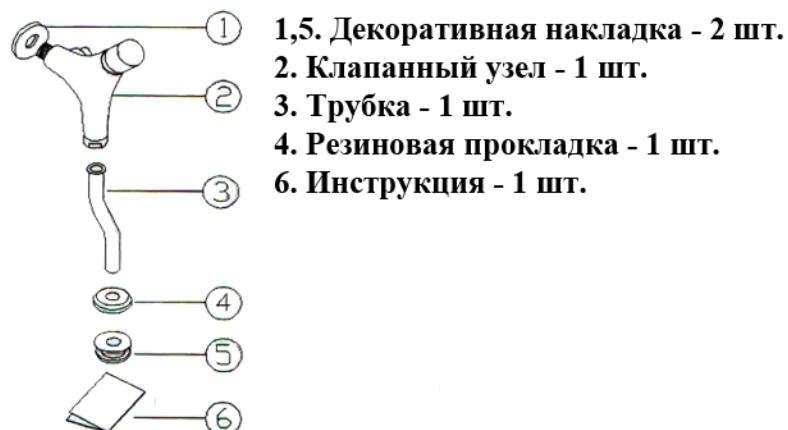 1
1,5. Декоративная накладка - 2 шт.
2. Клапанный узел - 1 шт.
2
3. Трубка - 1 шт.
4. Резиновая прокладка - 1 шт.
3
6. Инструкция - 1 шт.
4
5
6